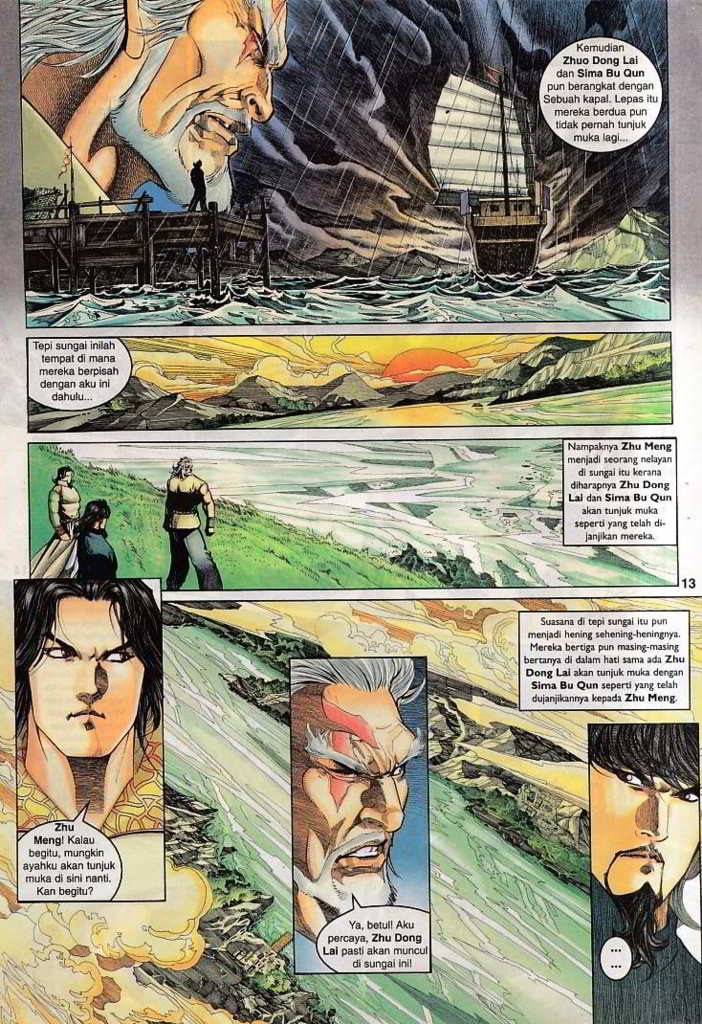 Kemudian
Zhuo Dong Lai
dan Sima Bu Qun
pun berangkat dengan
Sebuah kapal. Lepas itu
mereka berdua pun
tidak pernah tunjuk
muka lagi...
Tepi sungai inilah
tempat di mana
mereka berpisah
dengan aku ini
dahulu...
Nampaknya Zhu Meng
menjadi seorang nelayan
di sungai itu kerana
diharapnya Zhu Dong
Lai dan Sima Bu Qun
akan tunjuk muka
seperti yang telah di-
janjikan mereka.
13
Suasana di tepi sungai itu pun
menjadi hening sehening-heningnya.
Mereka bertiga pun masing-masing
bertanya di dalam hati sama ada Zhu
Dong Lai akan tunjuk muka dengan
Sima Bu Qun seperti yang telah
dujanjikannya kepada Zhu Meng.
Zhu
Meng! Kalau
begitu, mungkin
ayahku akan tunjuk
muka di sini nanti.
Kan begitu?
Ya, betul! Aku
percaya, Zhu Dong
Lai pasti akan muncul
di sungai ini!
...
...